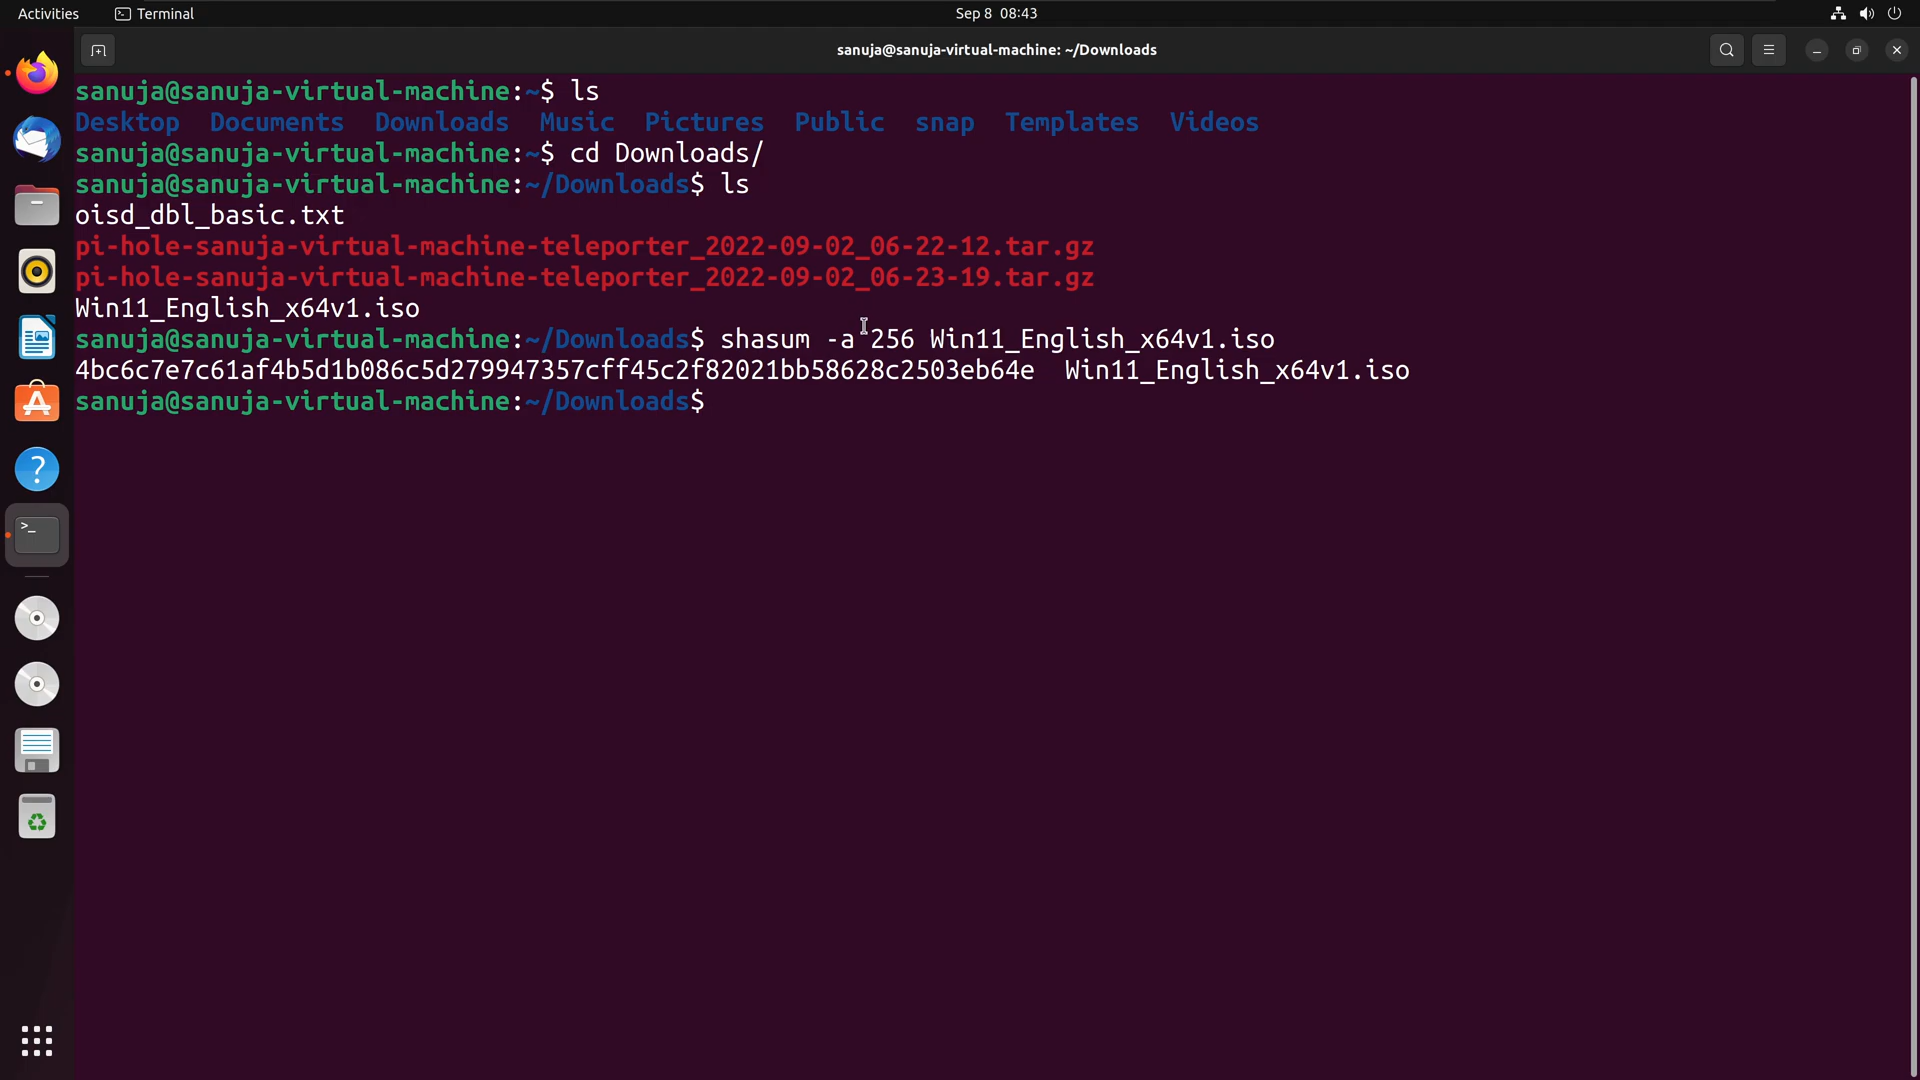 Activities Terminal Sep 8 08:43
sanuja@sanuja-virtual-machine: ~/Downloads
sanuja@sanuja-virtual-machine:~$ ls
Desktop Documents Downloads Music Pictures Public snap Templates Videos
sanuja@sanuja-virtual-machine:~$ cd Downloads/
sanuja@sanuja-virtual-machine:~/Downloads$ ls
oisd_dbl_basic.txt
pi-hole-sanuja-virtual-machine-teleporter_2022-09-02_06-22-12.tar.gz
pi-hole-sanuja-virtual-machine-teleporter_2022-09-02_06-23-19.tar.gz
Win11_English_x64v1.iso
sanuja@sanuja-virtual-machine:~/Downloads$ shasum -a 256 Win11_English_x64v1.iso
4bc6c7e7c61af4b5d1b086c5d279947357cff45c2f82021bb58628c2503eb64e Win11_English_x64v1.iso
sanuja@sanuja-virtual-machine:~/Downloads$